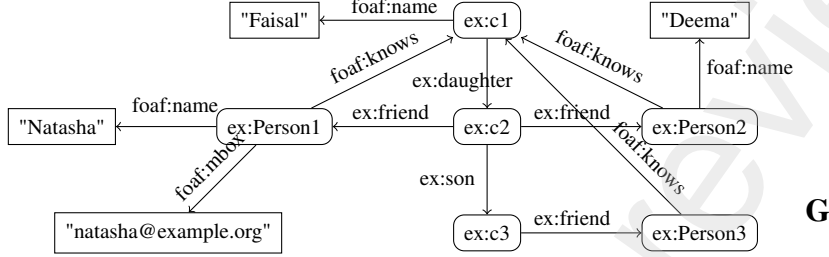 "Faisal"
foaf:name
ex:c1
"Deema"
foaf:knows
foaf:knows
ex:daughter
foaf:name
"Natasha"
foaf:name
ex:Person1
ex:friend
ex:c2
ex:friend
ex:Person2
foaf:mbox
foaf:knows
ex:son
"natasha@example.org"
ex:c3
ex:friend
ex:Person3
G